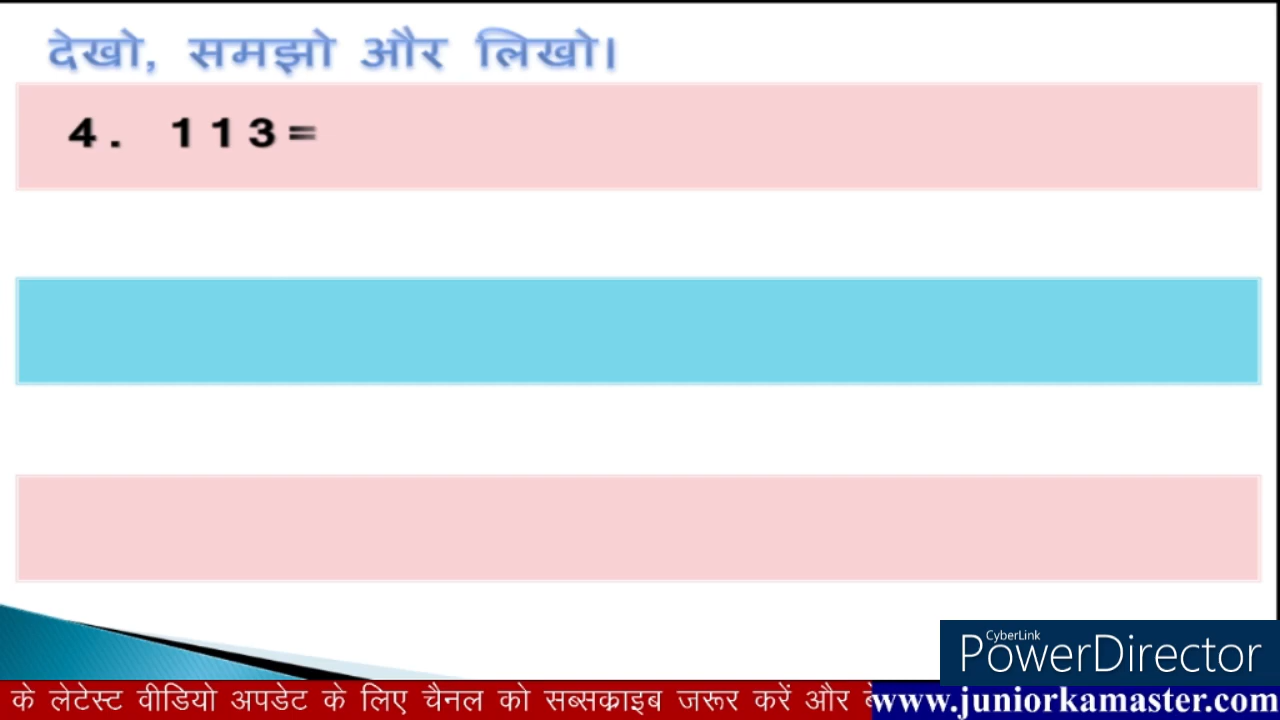 देखो, समझो और लिखो।
4. 113=
CyberLink
PowerDirector
के लेटेस्ट वीडियो अपडेट के लिए चैनल को सब्सक्राइब जरूर करें और
www.juniorkamaster.com